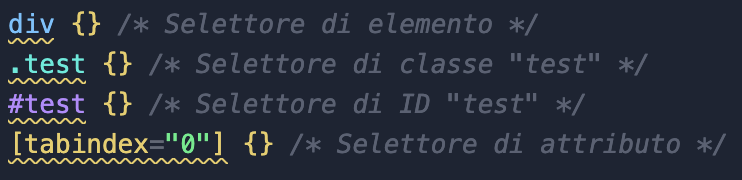 div {} /* Selettore di elemento */
.test {} /* Selettore di classe "test" */
#test {} /* Selettore di ID "test" */
[tabindex="0"] {} /* Selettore di attributo */